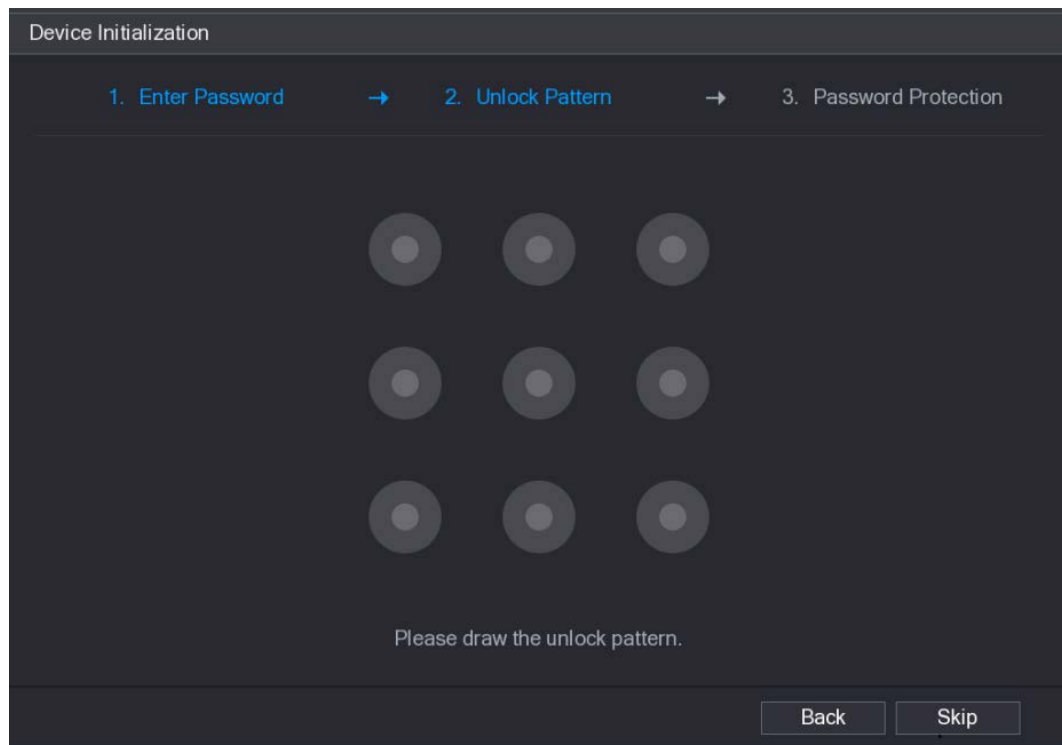 Device Initialization
1. Enter Password → 2. Unlock Pattern → 3. Password Protection
Please draw the unlock pattern.
Back Skip